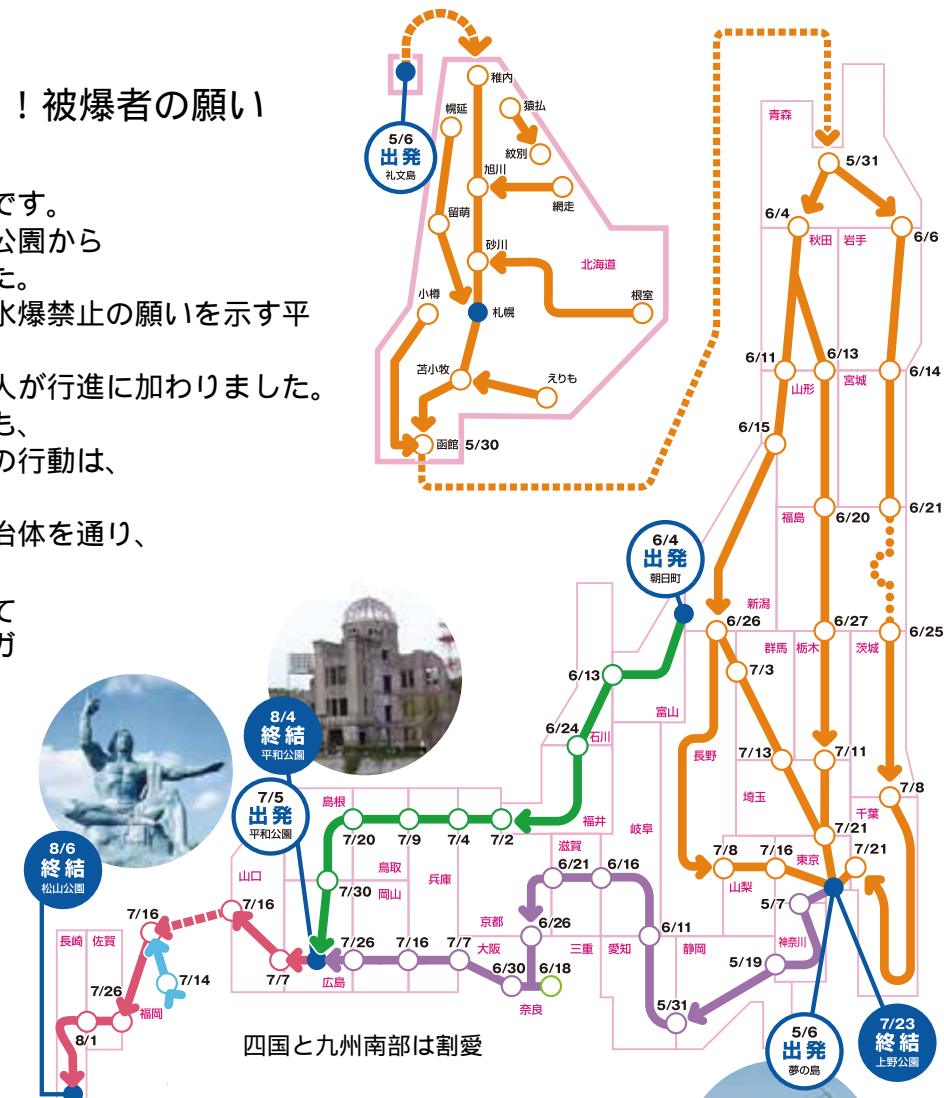 ！被爆者の願い
です。
公園から
た。
水爆禁止の願いを示す平
人が行進に加わりました。
も、
の行動は、
治体を通り、
て
ガ
5/6
出発
礼文島
稚内
幌延
猿払
紋別
旭川
網走
留萌
砂川
北海道
小樽
札幌
根室
苫小牧
えりも
函館 5/30
青森
5/31
6/4
秋田
岩手
6/6
6/11
6/13
山形
宮城
6/14
6/15
福島
6/20
6/21
6/4
出発
朝日町
新潟
6/26
群馬
栃木
6/27
茨城
6/25
7/3
6/13
富山
6/24
石川
長野
7/13
7/11
8/4
終結
平和公園
7/5
出発
平和公園
埼玉
7/8
千葉
島根
福井
岐阜
7/21
7/20
7/9
7/4
7/2
滋賀
7/8
7/16
東京
7/21
8/6
終結
松山公園
鳥取
兵庫
6/21
6/16
山口
7/30
岡山
山梨
5/7
7/16
7/16
京都
6/26
6/11
長崎
佐賀
7/26
7/16
7/7
大阪
三重
愛知
静岡
神奈川
7/14
7/7
広島
6/30
6/18
5/19
7/26
福岡
奈良
5/31
8/1
四国と九州南部は割愛
5/6
出発
夢の島
7/23
終結
上野公園